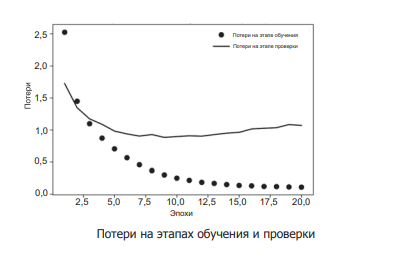 2,5
2,0
1,5
1,0
0,5
0,0
Потери
Потери на этапе обучения
Потери на этапе проверки
2,5 5,0 7,5 10,0 12,5 15,0 17,5 20,0
Эпохи
Потери на этапах обучения и проверки